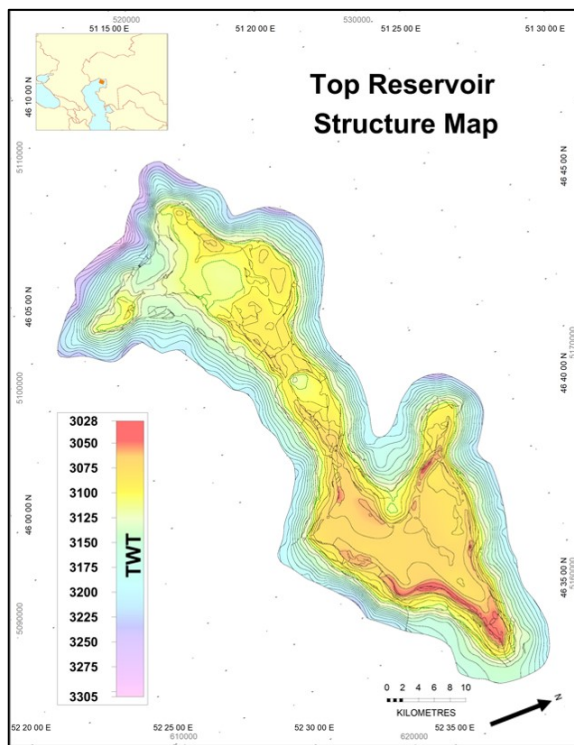 520000
530000
51 15 00 E
51 20 00 E
51 25 00 E
51 30 00 E
46 10 00 N
Top Reservoir
Structure Map
5110000
46 45 00 N
46 05 00 N
5170000
46 40 00 N
5100000
3028
3050
3075
3100
3125
3150
3175
3200
3225
3250
3275
3305
TWT
46 00 00 N
46 35 00 N
5160000
5090000
0 2 4 6 8 10
KILOMETRES
N
52 20 00 E
52 25 00 E
52 30 00 E
52 35 00 E
610000
620000